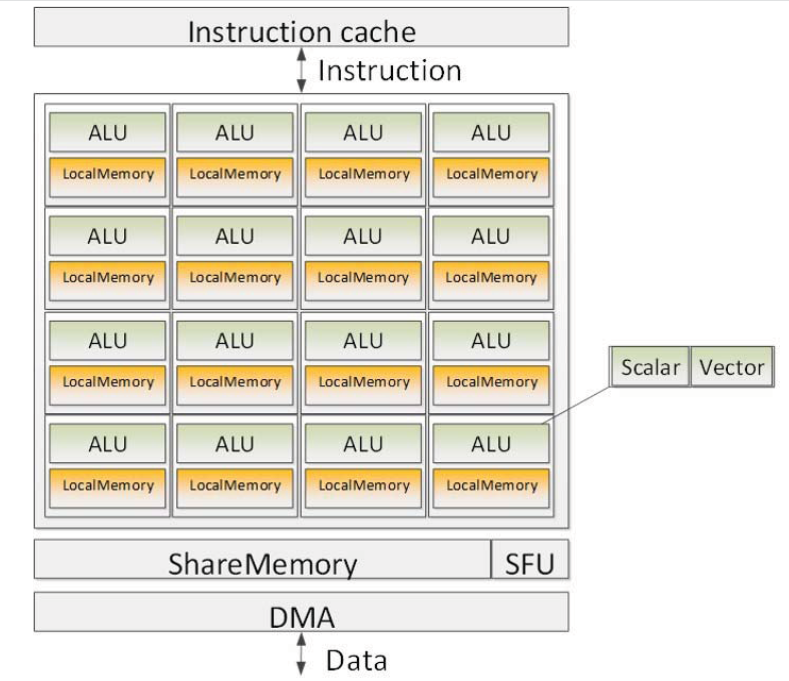 Instruction cache
Instruction
ALU ALU ALU ALU
LocalMemory LocalMemory LocalMemory LocalMemory
ALU ALU ALU ALU
LocalMemory LocalMemory LocalMemory LocalMemory
ALU ALU ALU ALU
LocalMemory LocalMemory LocalMemory LocalMemory
Scalar Vector
ALU ALU ALU ALU
LocalMemory LocalMemory LocalMemory LocalMemory
ShareMemory SFU
DMA
Data